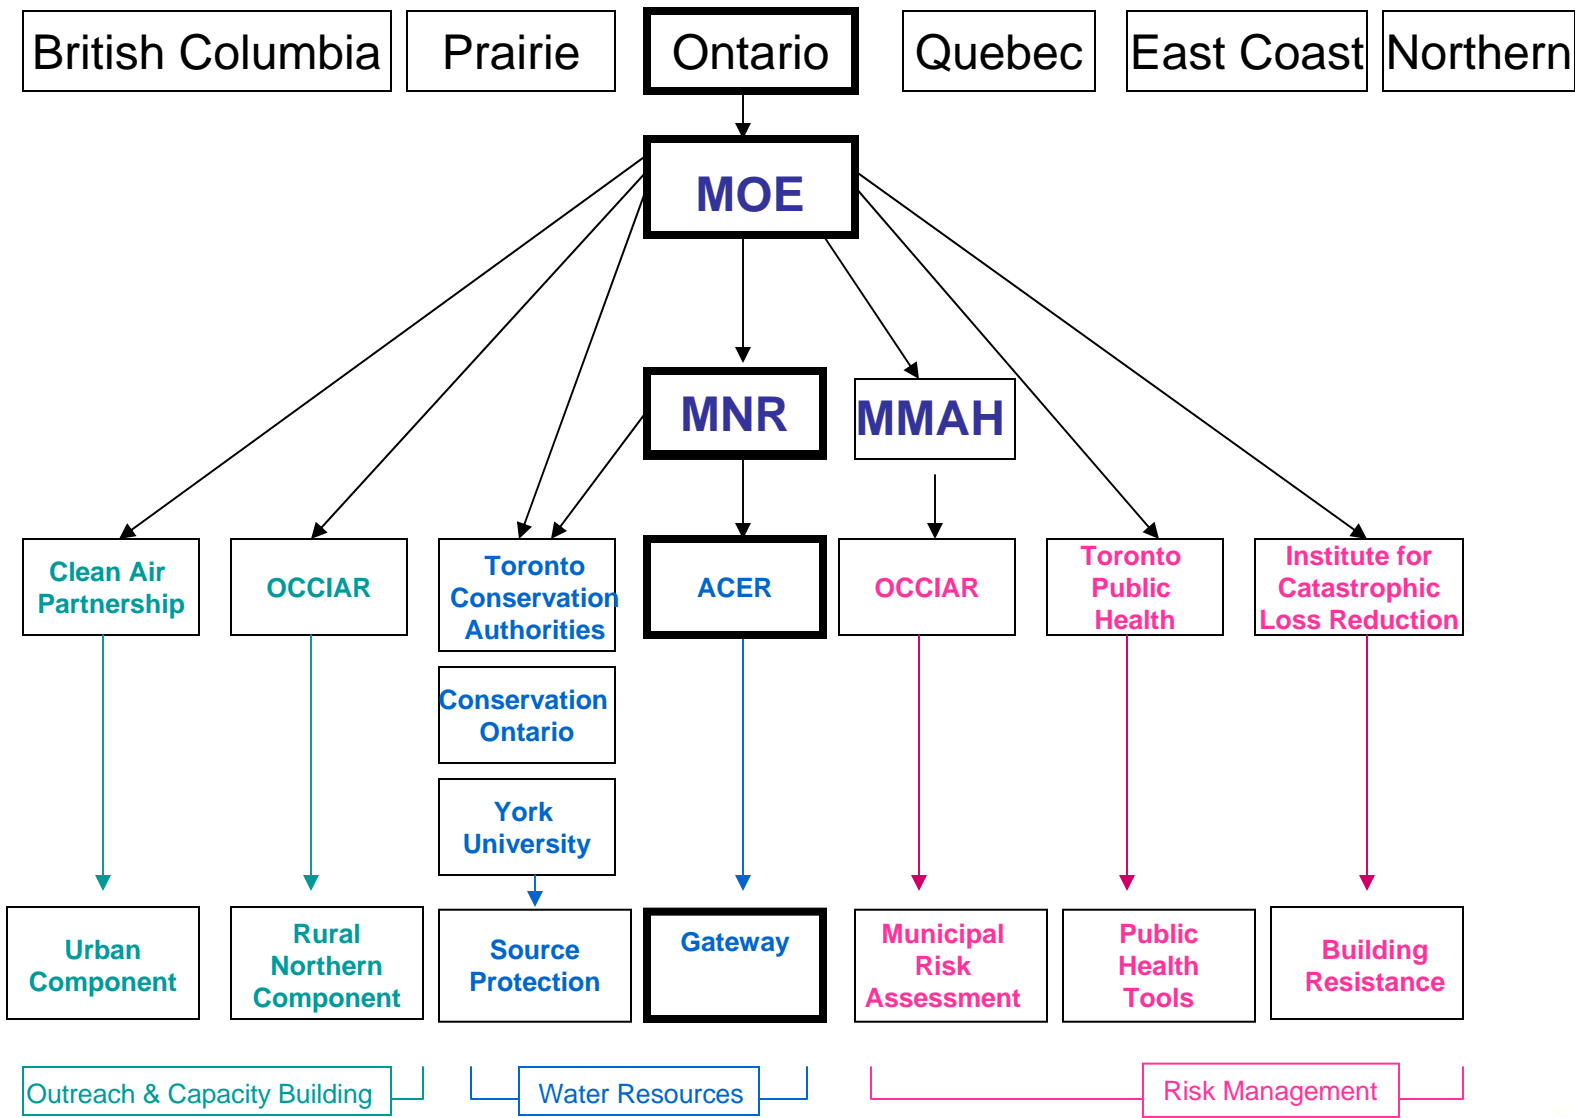 British Columbia
Prairie
Ontario
Quebec
East Coast
Northern
MOE
MNR
MMAH
Clean Air
Partnership
OCCIAR
Toronto
Conservation
Authorities
ACER
OCCIAR
Toronto
Public
Health
Institute for
Catastrophic
Loss Reduction
Conservation
Ontario
York
University
Urban
Component
Rural
Northern
Component
Source
Protection
Gateway
Municipal
Risk
Assessment
Public
Health
Tools
Building
Resistance
Outreach & Capacity Building
Water Resources
Risk Management